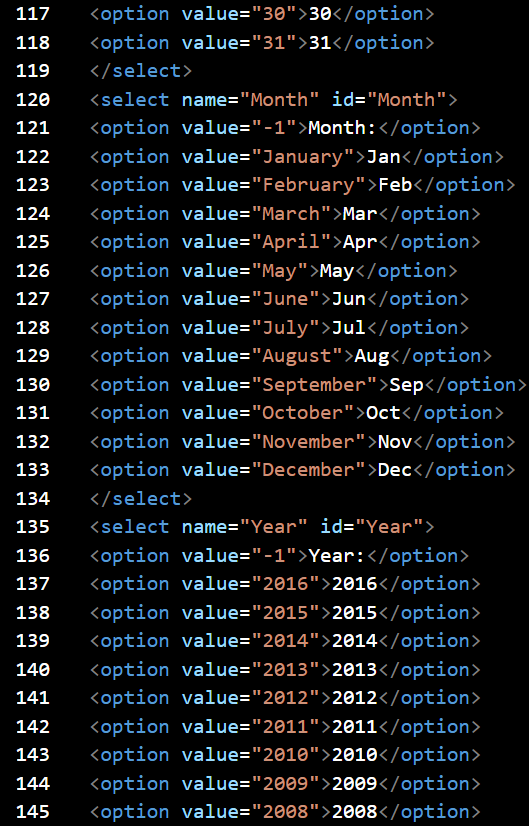 117 <option value="30">30</option>
118 <option value="31">31</option>
119 </select>
120 <select name="Month" id="Month">
121 <option value="-1">Month:</option>
122 <option value="January">Jan</option>
123 <option value="February">Feb</option>
124 <option value="March">Mar</option>
125 <option value="April">Apr</option>
126 <option value="May">May</option>
127 <option value="June">Jun</option>
128 <option value="July">Jul</option>
129 <option value="August">Aug</option>
130 <option value="September">Sep</option>
131 <option value="October">Oct</option>
132 <option value="November">Nov</option>
133 <option value="December">Dec</option>
134 </select>
135 <select name="Year" id="Year">
136 <option value="-1">Year:</option>
137 <option value="2016">2016</option>
138 <option value="2015">2015</option>
139 <option value="2014">2014</option>
140 <option value="2013">2013</option>
141 <option value="2012">2012</option>
142 <option value="2011">2011</option>
143 <option value="2010">2010</option>
144 <option value="2009">2009</option>
145 <option value="2008">2008</option>